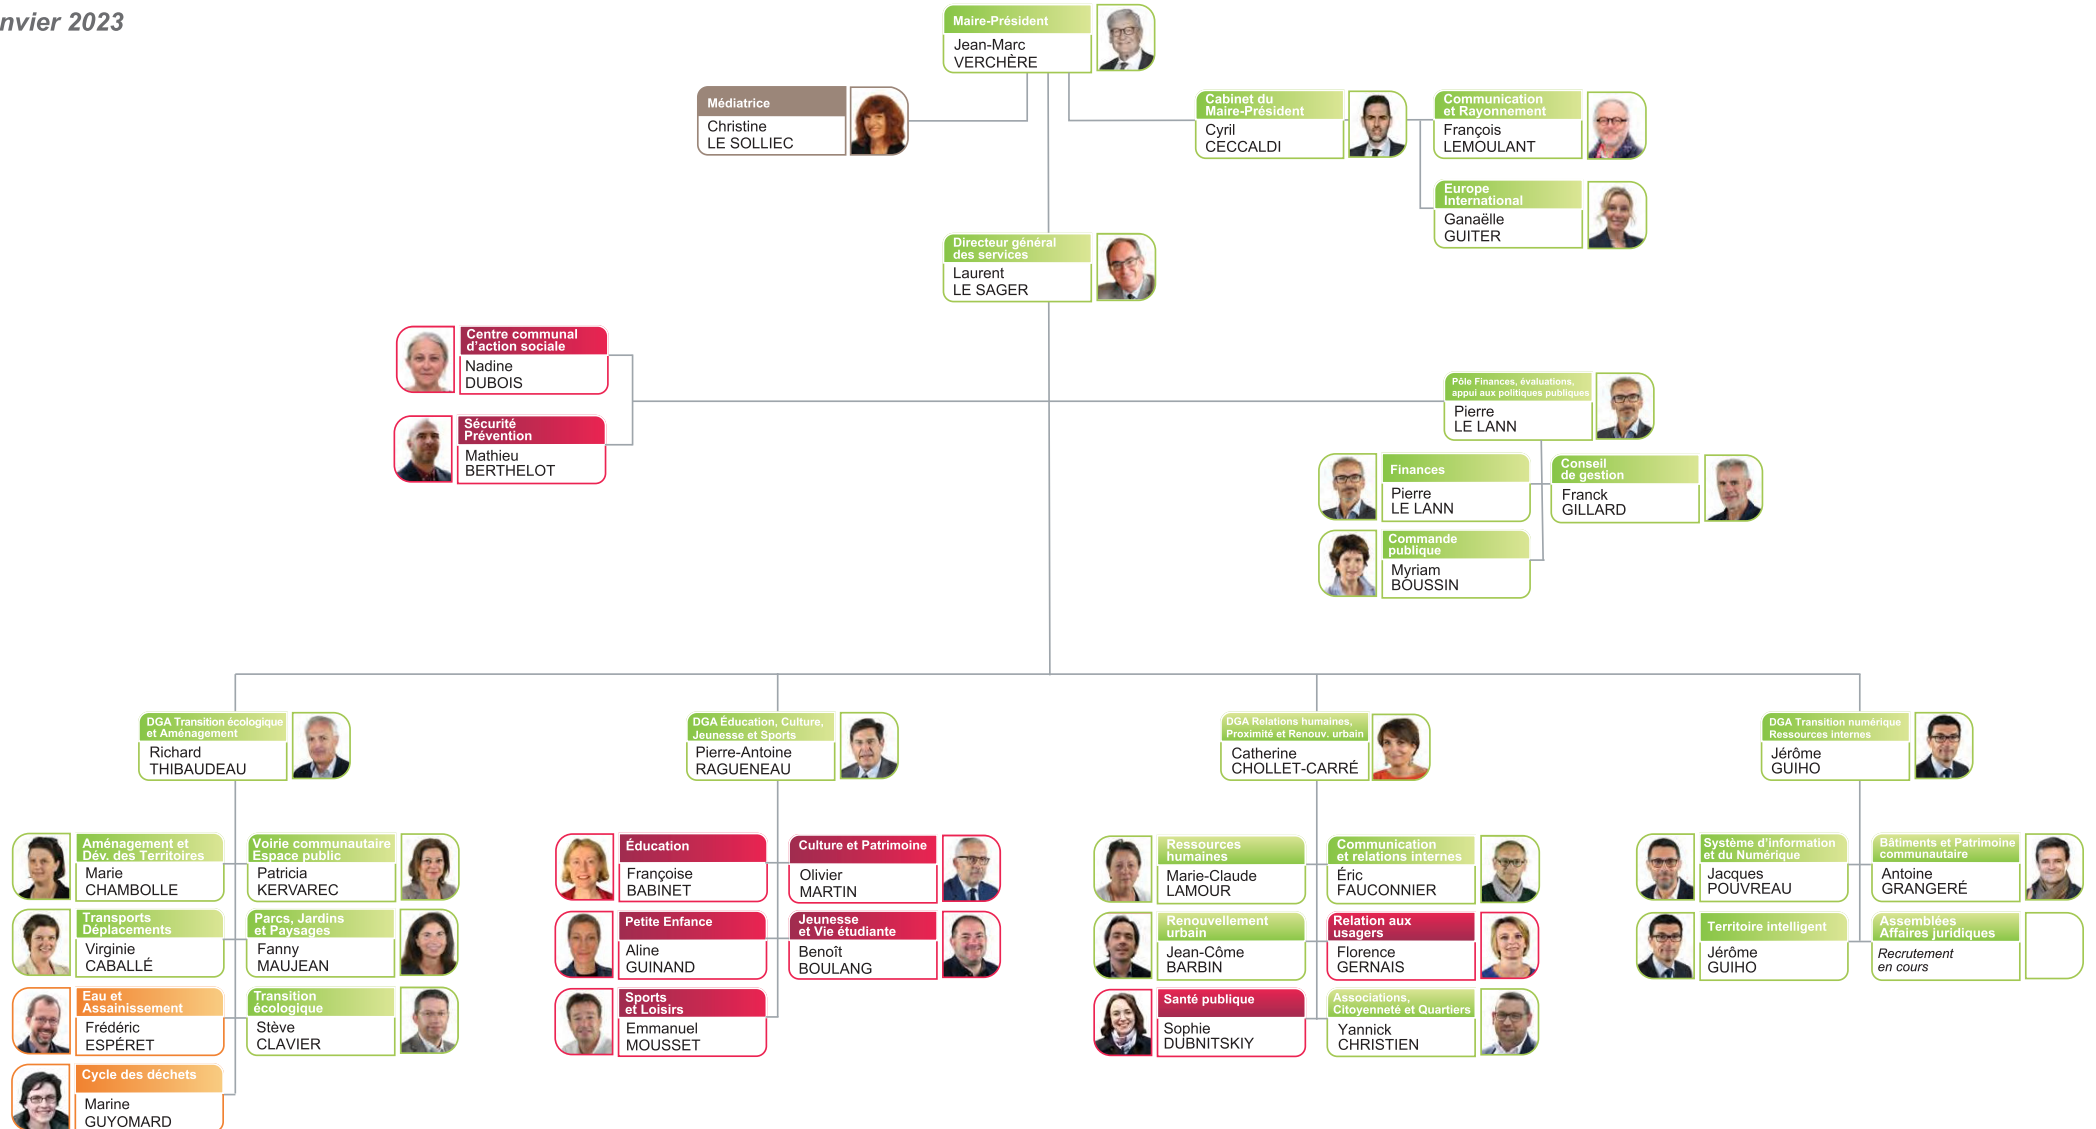 nvier 2023
Maire-Président
Jean-Marc
VERCHÈRE
Médiatrice
Christine
LE SOLLIEC
Cabinet du
Maire-Président
Cyril
CECCALDI
Communication
et Rayonnement
François
LEMOULANT
Europe
International
Ganaëlle
GUITER
Directeur général
des services
Laurent
LE SAGER
Centre communal
d'action sociale
Nadine
DUBOIS
Sécurité
Prévention
Mathieu
BERTHELOT
Pôle Finances, évaluations,
appui aux politiques publiques
Pierre
LE LANN
Finances
Pierre
LE LANN
Conseil
de gestion
Franck
GILLARD
Commande
publique
Myriam
BOUSSIN
DGA Transition écologique
et Aménagement
Richard
THIBAUDEAU
DGA Éducation, Culture,
Jeunesse et Sports
Pierre-Antoine
RAGUENEAU
DGA Relations humaines,
Proximité et Renouv. urbain
Catherine
CHOLLET-CARRÉ
DGA Transition numérique
Ressources internes
Jérôme
GUIHO
Aménagement et
Dév. des Territoires
Marie
CHAMBOLLE
Voirie communautaire
Espace public
Patricia
KERVAREC
Transports
Déplacements
Virginie
CABALLÉ
Parcs, Jardins
et Paysages
Fanny
MAUJEAN
Eau et
Assainissement
Frédéric
ESPÉRET
Transition
écologique
Stève
CLAVIER
Cycle des déchets
Marine
GUYOMARD
Éducation
Françoise
BABINET
Culture et Patrimoine
Olivier
MARTIN
Petite Enfance
Aline
GUINAND
Jeunesse
et Vie étudiante
Benoît
BOULANG
Sports
et Loisirs
Emmanuel
MOUSSET
Ressources
humaines
Marie-Claude
LAMOUR
Communication
et relations internes
Éric
FAUCONNIER
Renouvellement
urbain
Jean-Côme
BARBIN
Relation aux
usagers
Florence
GERNAIS
Santé publique
Sophie
DUBNITSKIY
Associations,
Citoyenneté et Quartiers
Yannick
CHRISTIEN
Système d'information
et du Numérique
Jacques
POUVREAU
Bâtiments et Patrimoine
communautaire
Antoine
GRANGERÉ
Territoire intelligent
Jérôme
GUIHO
Assemblées
Affaires juridiques
Recrutement
en cours